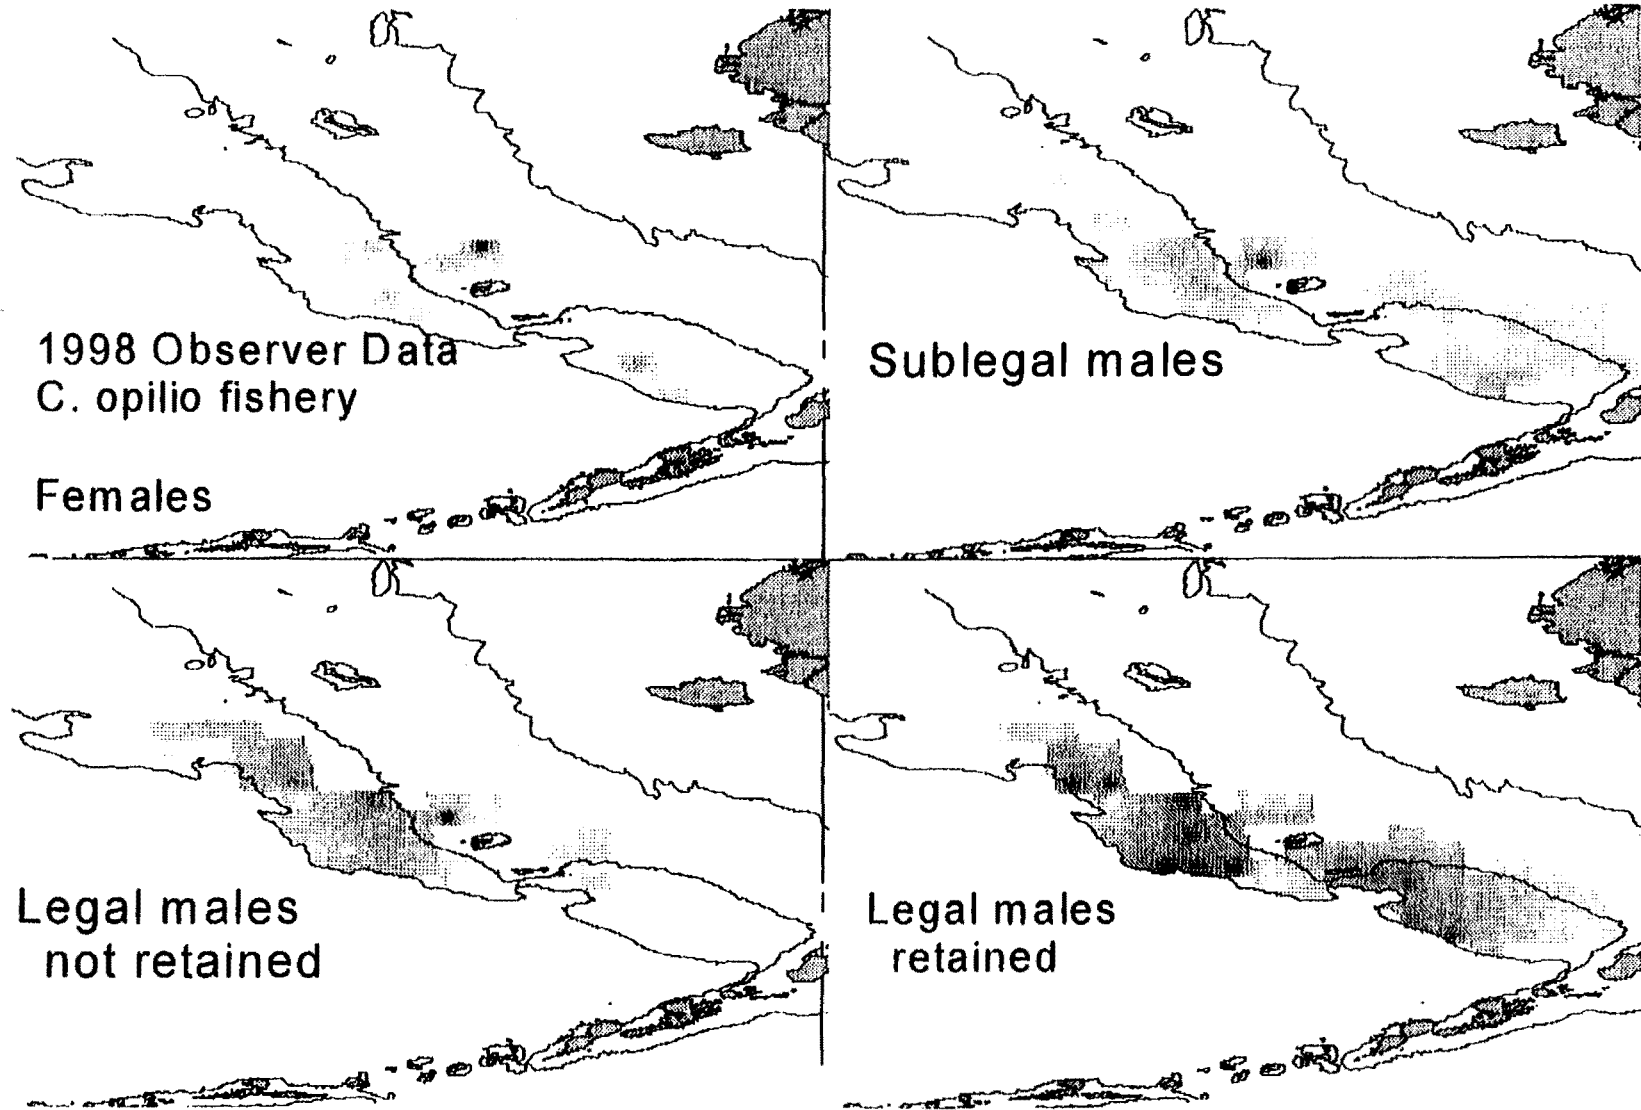 1998 Observer Data
C. opilio fishery
Females
Sublegal males
Legal males
not retained
Legal males
retained